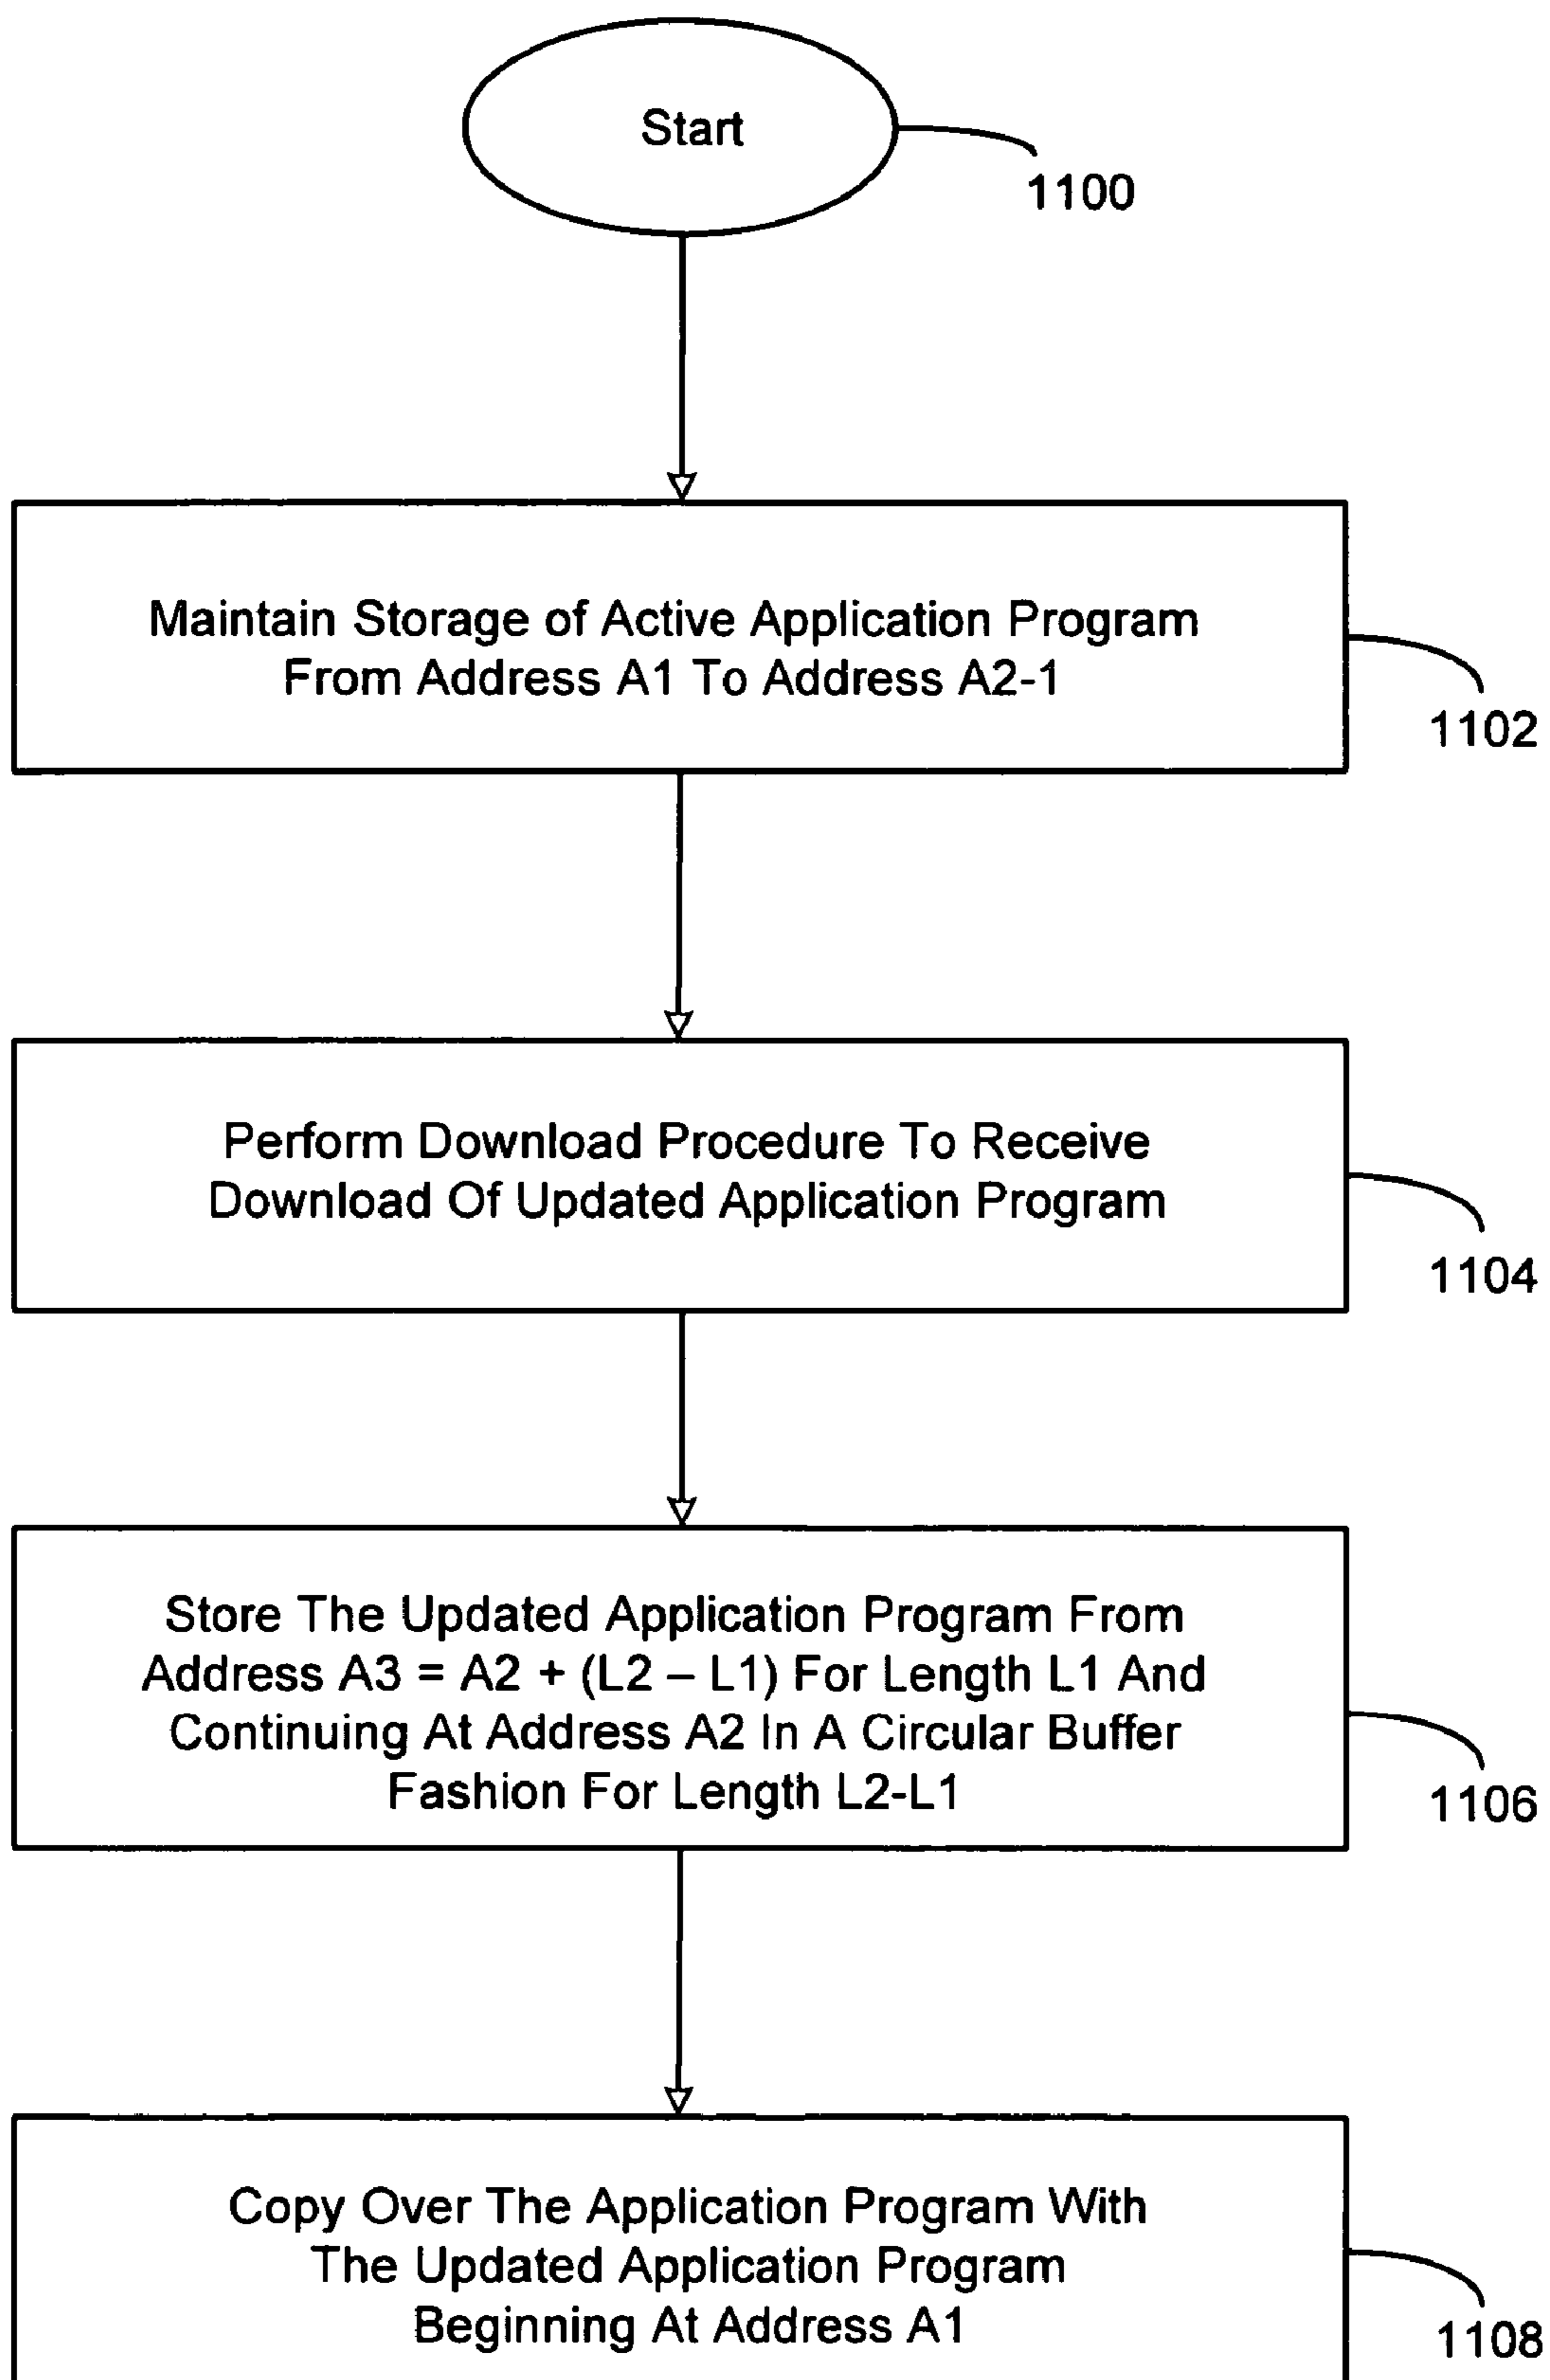 Start
1100
Maintain Storage of Active Application Program
From Address A1 To Address A2-1
1102
Perform Download Procedure To Receive
Download Of Updated Application Program
1104
Store The Updated Application Program From
Address A3 = A2 + (L2 – L1) For Length L1 And
Continuing At Address A2 In A Circular Buffer
Fashion For Length L2-L1
1106
Copy Over The Application Program With
The Updated Application Program
Beginning At Address A1
1108